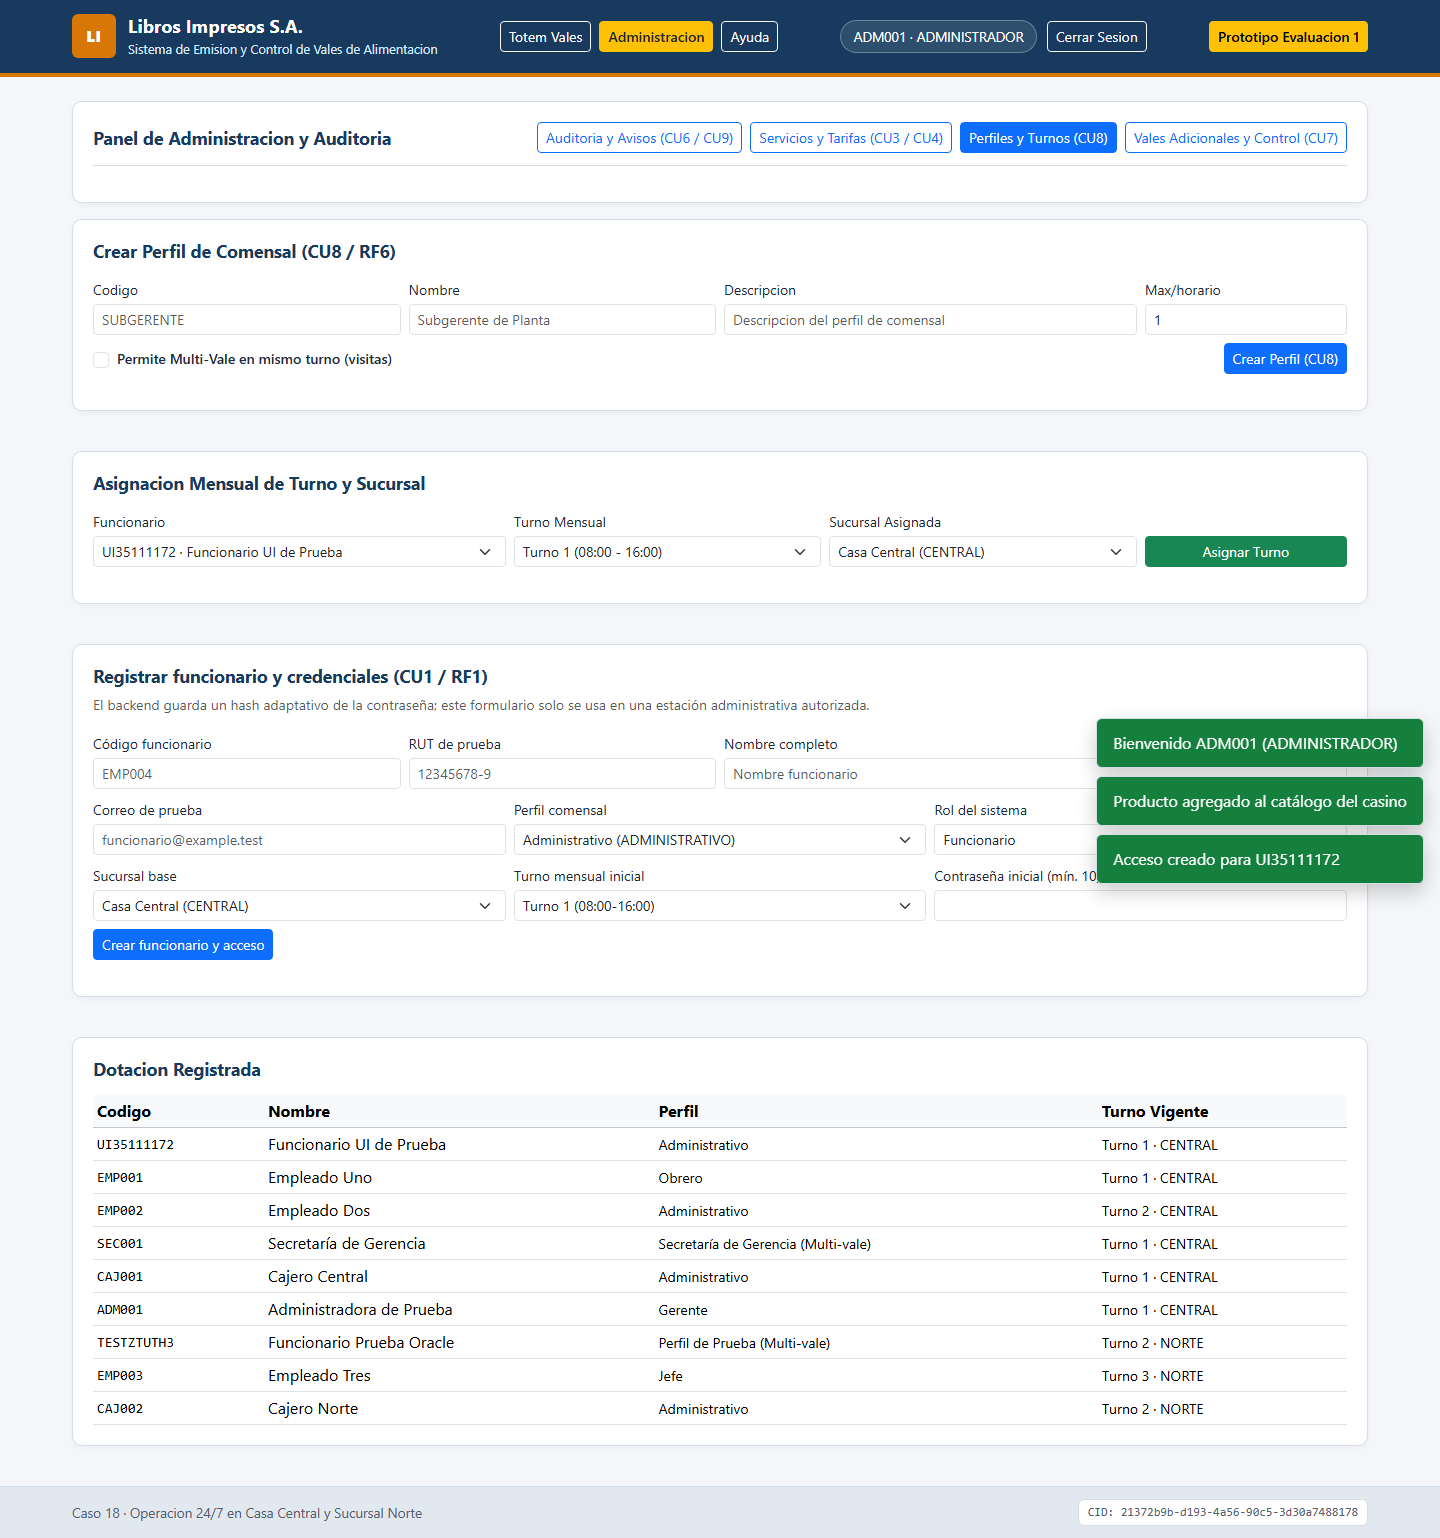 LI
Libros Impresos S.A.
Sistema de Emision y Control de Vales de Alimentacion
Totem Vales
Administracion
Ayuda
ADM001 · ADMINISTRADOR
Cerrar Sesion
Prototipo Evaluacion 1
Panel de Administracion y Auditoria
Auditoria y Avisos (CU6 / CU9)
Servicios y Tarifas (CU3 / CU4)
Perfiles y Turnos (CU8)
Vales Adicionales y Control (CU7)
Crear Perfil de Comensal (CU8 / RF6)
Codigo
Nombre
Descripcion
Max/horario
SUBGERENTE
Subgerente de Planta
Descripcion del perfil de comensal
1
Permite Multi-Vale en mismo turno (visitas)
Crear Perfil (CU8)
Asignacion Mensual de Turno y Sucursal
Funcionario
Turno Mensual
Sucursal Asignada
UI35111172 · Funcionario UI de Prueba
Turno 1 (08:00 - 16:00)
Casa Central (CENTRAL)
Asignar Turno
Registrar funcionario y credenciales (CU1 / RF1)
El backend guarda un hash adaptativo de la contraseña; este formulario solo se usa en una estación administrativa autorizada.
Código funcionario
RUT de prueba
Nombre completo
EMP004
12345678-9
Nombre funcionario
Correo de prueba
Perfil comensal
Rol del sistema
funcionario@example.test
Administrativo (ADMINISTRATIVO)
Funcionario
Sucursal base
Turno mensual inicial
Contraseña inicial (mín. 10
Casa Central (CENTRAL)
Turno 1 (08:00-16:00)
Crear funcionario y acceso
Bienvenido ADM001 (ADMINISTRADOR)
Producto agregado al catálogo del casino
Acceso creado para UI35111172
Dotacion Registrada
Codigo Nombre Perfil Turno Vigente
UI35111172 Funcionario UI de Prueba Administrativo Turno 1 · CENTRAL
EMP001 Empleado Uno Obrero Turno 1 · CENTRAL
EMP002 Empleado Dos Administrativo Turno 2 · CENTRAL
SEC001 Secretaría de Gerencia Secretaría de Gerencia (Multi-vale) Turno 1 · CENTRAL
CAJ001 Cajero Central Administrativo Turno 1 · CENTRAL
ADM001 Administradora de Prueba Gerente Turno 1 · CENTRAL
TESTZTUTH3 Funcionario Prueba Oracle Perfil de Prueba (Multi-vale) Turno 2 · NORTE
EMP003 Empleado Tres Jefe Turno 3 · NORTE
CAJ002 Cajero Norte Administrativo Turno 2 · NORTE
Caso 18 · Operacion 24/7 en Casa Central y Sucursal Norte
CID: 21372b9b-d193-4a56-90c5-3d30a7488178